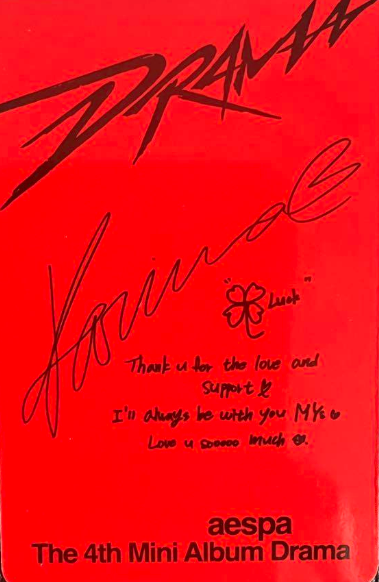 DRAMA
Karina
"Luck"
Thank u for the love and
Support
I'll always be with you MYs
Love u sooooo much
aespa
The 4th Mini Album Drama